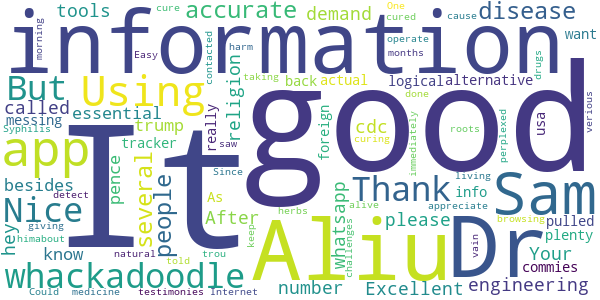 information
It
good
Aliu
Dr
Sam
app
Using
But
Nice
Thank
whackadoodle
tools
accurate
demand
disease
One
cure
cured
cause
want
morning
Easy
contacted
harm
operate
months
drugs
taking
back
actual
logical
alternative
called
messing
essential
religion
really
foreign
cdc
usa
various
done
curing
immediately
roots
perplexed
Syphilis
trump
tracker
saw
pence
several
people
As
After
Since
whatsapp
please
info
living
appreciate
browsing
alive
herbs
besides
hey
know
detect
giving
natural
told
trou
keep
challenges
number
Your
pulled
plenty
vain
commies
engineering
Excellent
himabout
Could
medicine
testimonies
Internet